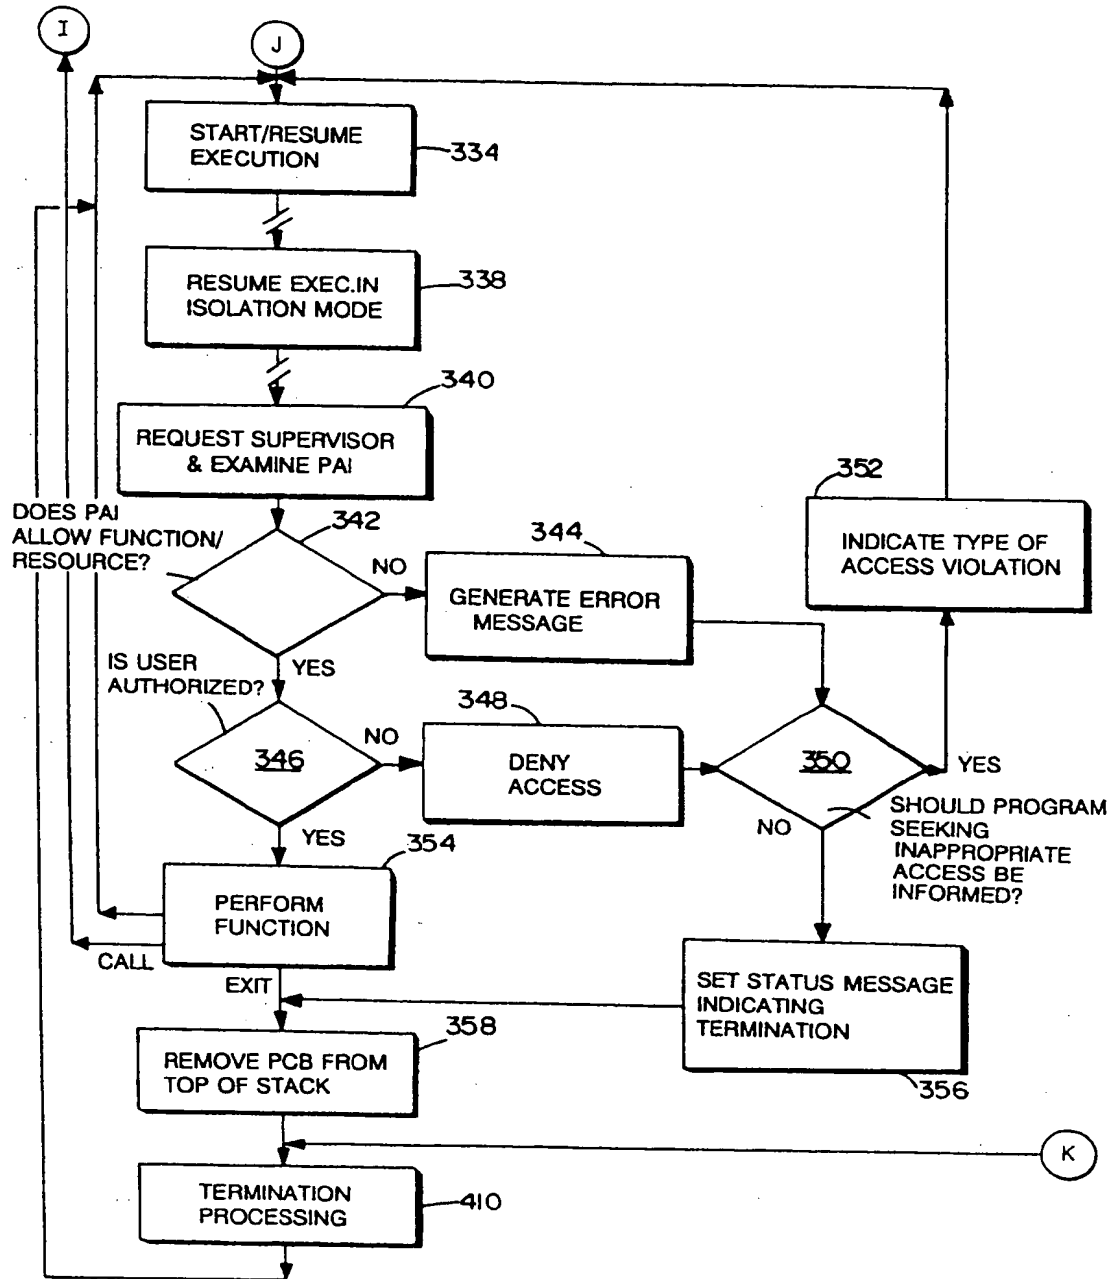 I
J
START/RESUME
EXECUTION
334
RESUME EXEC.IN
ISOLATION MODE
338
340
REQUEST SUPERVISOR
& EXAMINE PAI
352
DOES PAI
ALLOW FUNCTION/
RESOURCE?
342
344
INDICATE TYPE OF
ACCESS VIOLATION
NO
GENERATE ERROR
MESSAGE
YES
IS USER
AUTHORIZED?
348
346
NO
DENY
ACCESS
350
YES
SHOULD PROGRAM
SEEKING
INAPPROPRIATE
ACCESS BE
INFORMED?
NO
YES
354
PERFORM
FUNCTION
CALL
EXIT
SET STATUS MESSAGE
INDICATING
TERMINATION
356
358
REMOVE PCB FROM
TOP OF STACK
K
TERMINATION
PROCESSING
410